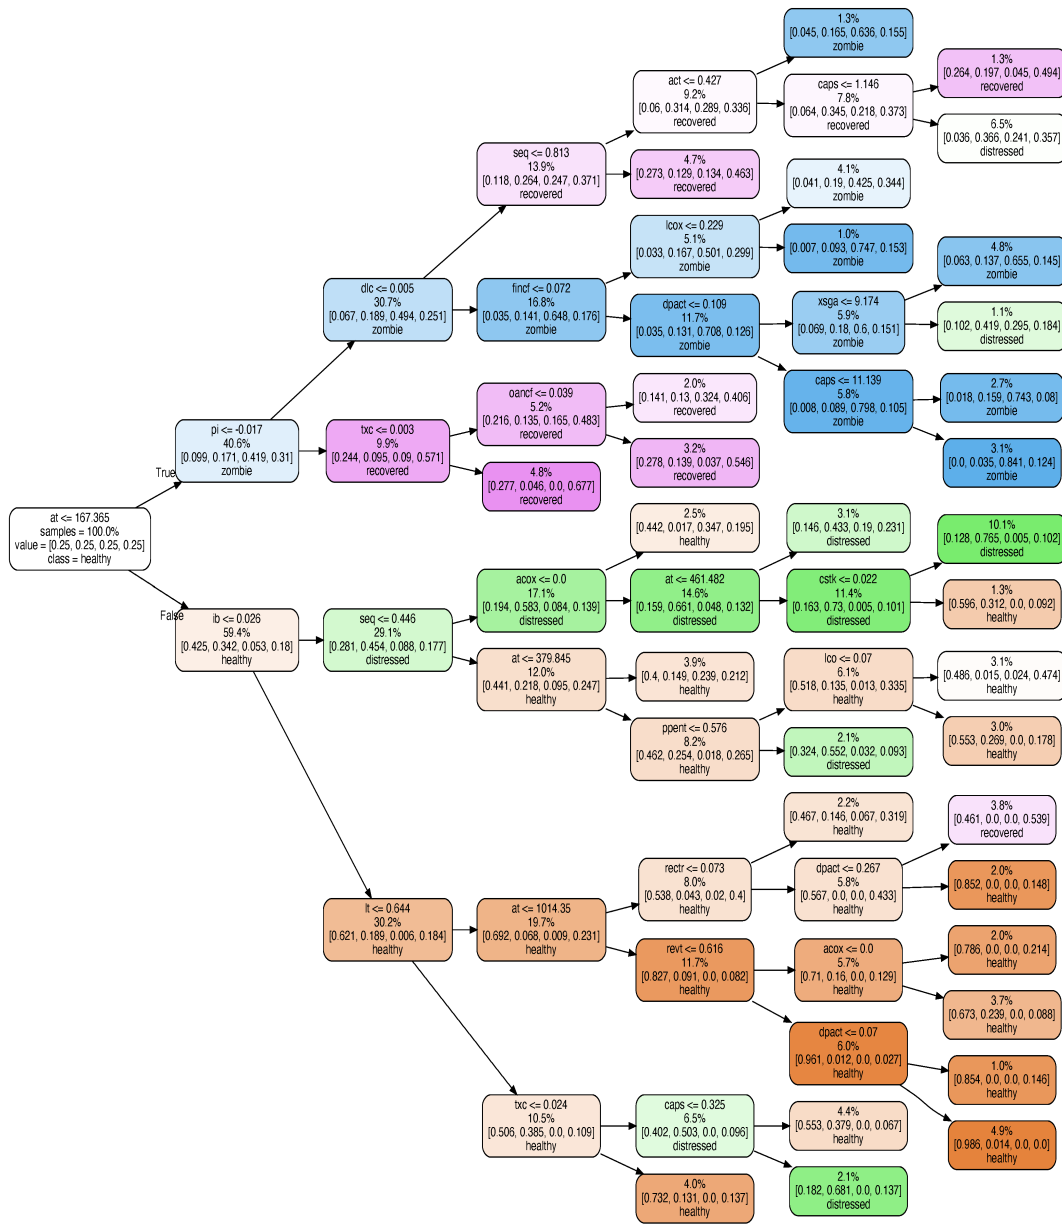 1.3%
[0.045, 0.165, 0.636, 0.155]
zombie
1.3%
[0.264, 0.197, 0.045, 0.494]
recovered
act <= 0.427
9.2%
[0.06, 0.314, 0.289, 0.336]
recovered
caps <= 1.146
7.8%
[0.064, 0.345, 0.218, 0.373]
recovered
6.5%
[0.036, 0.366, 0.241, 0.357]
distressed
seq <= 0.813
13.9%
[0.118, 0.264, 0.247, 0.371]
recovered
4.7%
[0.273, 0.129, 0.134, 0.463]
recovered
4.1%
[0.041, 0.19, 0.425, 0.344]
zombie
lcox <= 0.229
5.1%
[0.033, 0.167, 0.501, 0.299]
zombie
1.0%
[0.007, 0.093, 0.747, 0.153]
zombie
4.8%
[0.063, 0.137, 0.655, 0.145]
zombie
dlc <= 0.005
30.7%
[0.067, 0.189, 0.494, 0.251]
zombie
fincf <= 0.072
16.8%
[0.035, 0.141, 0.648, 0.176]
zombie
dpact <= 0.109
11.7%
[0.035, 0.131, 0.708, 0.126]
zombie
xsga <= 9.174
5.9%
[0.069, 0.18, 0.6, 0.151]
zombie
1.1%
[0.102, 0.419, 0.295, 0.184]
distressed
oancf <= 0.039
5.2%
[0.216, 0.135, 0.165, 0.483]
recovered
2.0%
[0.141, 0.13, 0.324, 0.406]
recovered
caps <= 11.139
5.8%
[0.008, 0.089, 0.798, 0.105]
zombie
2.7%
[0.018, 0.159, 0.743, 0.08]
zombie
pi <= -0.017
40.6%
[0.099, 0.171, 0.419, 0.31]
zombie
txc <= 0.003
9.9%
[0.244, 0.095, 0.09, 0.571]
recovered
3.2%
[0.278, 0.139, 0.037, 0.546]
recovered
3.1%
[0.0, 0.035, 0.841, 0.124]
zombie
True
4.8%
[0.277, 0.046, 0.0, 0.677]
recovered
at <= 167.365
samples = 100.0%
value = [0.25, 0.25, 0.25, 0.25]
class = healthy
2.5%
[0.442, 0.017, 0.347, 0.195]
healthy
3.1%
[0.146, 0.433, 0.19, 0.231]
distressed
10.1%
[0.128, 0.765, 0.005, 0.102]
distressed
acox <= 0.0
17.1%
[0.194, 0.583, 0.084, 0.139]
distressed
at <= 461.482
14.6%
[0.159, 0.661, 0.048, 0.132]
distressed
cstk <= 0.022
11.4%
[0.163, 0.73, 0.005, 0.101]
distressed
1.3%
[0.596, 0.312, 0.0, 0.092]
healthy
False
ib <= 0.026
59.4%
[0.425, 0.342, 0.053, 0.18]
healthy
seq <= 0.446
29.1%
[0.281, 0.454, 0.088, 0.177]
distressed
at <= 379.845
12.0%
[0.441, 0.218, 0.095, 0.247]
healthy
3.9%
[0.4, 0.149, 0.239, 0.212]
healthy
lco <= 0.07
6.1%
[0.518, 0.135, 0.013, 0.335]
healthy
3.1%
[0.486, 0.015, 0.024, 0.474]
healthy
ppent <= 0.576
8.2%
[0.462, 0.254, 0.018, 0.265]
healthy
2.1%
[0.324, 0.552, 0.032, 0.093]
distressed
3.0%
[0.553, 0.269, 0.0, 0.178]
healthy
2.2%
[0.467, 0.146, 0.067, 0.319]
healthy
3.8%
[0.461, 0.0, 0.0, 0.539]
recovered
rectr <= 0.073
8.0%
[0.538, 0.043, 0.02, 0.4]
healthy
dpact <= 0.267
5.8%
[0.567, 0.0, 0.0, 0.433]
healthy
2.0%
[0.852, 0.0, 0.0, 0.148]
healthy
lt <= 0.644
30.2%
[0.621, 0.189, 0.006, 0.184]
healthy
at <= 1014.35
19.7%
[0.692, 0.068, 0.009, 0.231]
healthy
revt <= 0.616
11.7%
[0.827, 0.091, 0.0, 0.082]
healthy
acox <= 0.0
5.7%
[0.71, 0.16, 0.0, 0.129]
healthy
2.0%
[0.786, 0.0, 0.0, 0.214]
healthy
3.7%
[0.673, 0.239, 0.0, 0.088]
healthy
dpact <= 0.07
6.0%
[0.961, 0.012, 0.0, 0.027]
healthy
1.0%
[0.854, 0.0, 0.0, 0.146]
healthy
txc <= 0.024
10.5%
[0.506, 0.385, 0.0, 0.109]
healthy
caps <= 0.325
6.5%
[0.402, 0.503, 0.0, 0.096]
distressed
4.4%
[0.553, 0.379, 0.0, 0.067]
healthy
4.9%
[0.986, 0.014, 0.0, 0.0]
healthy
4.0%
[0.732, 0.131, 0.0, 0.137]
healthy
2.1%
[0.182, 0.681, 0.0, 0.137]
distressed